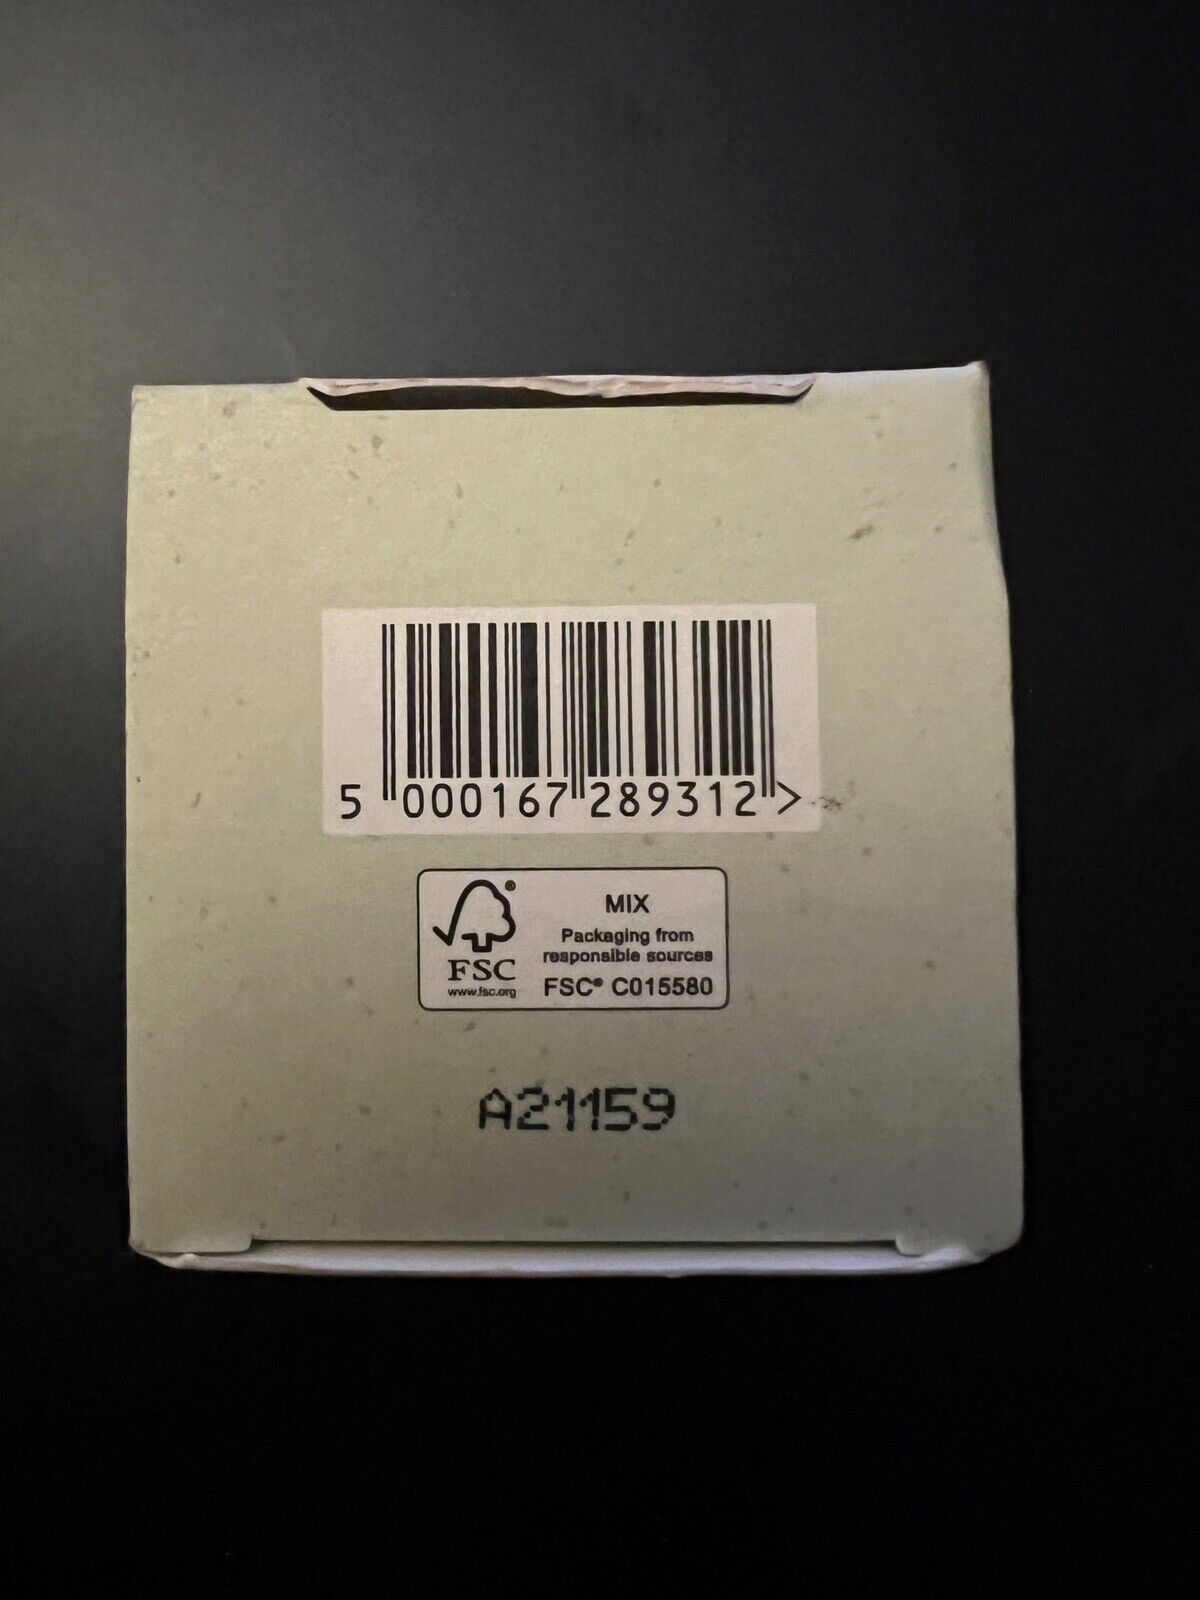 5 000167 289312 >
FSC®
www.fsc.org
MIX
Packaging from
responsible sources
FSC® C015580
A21159